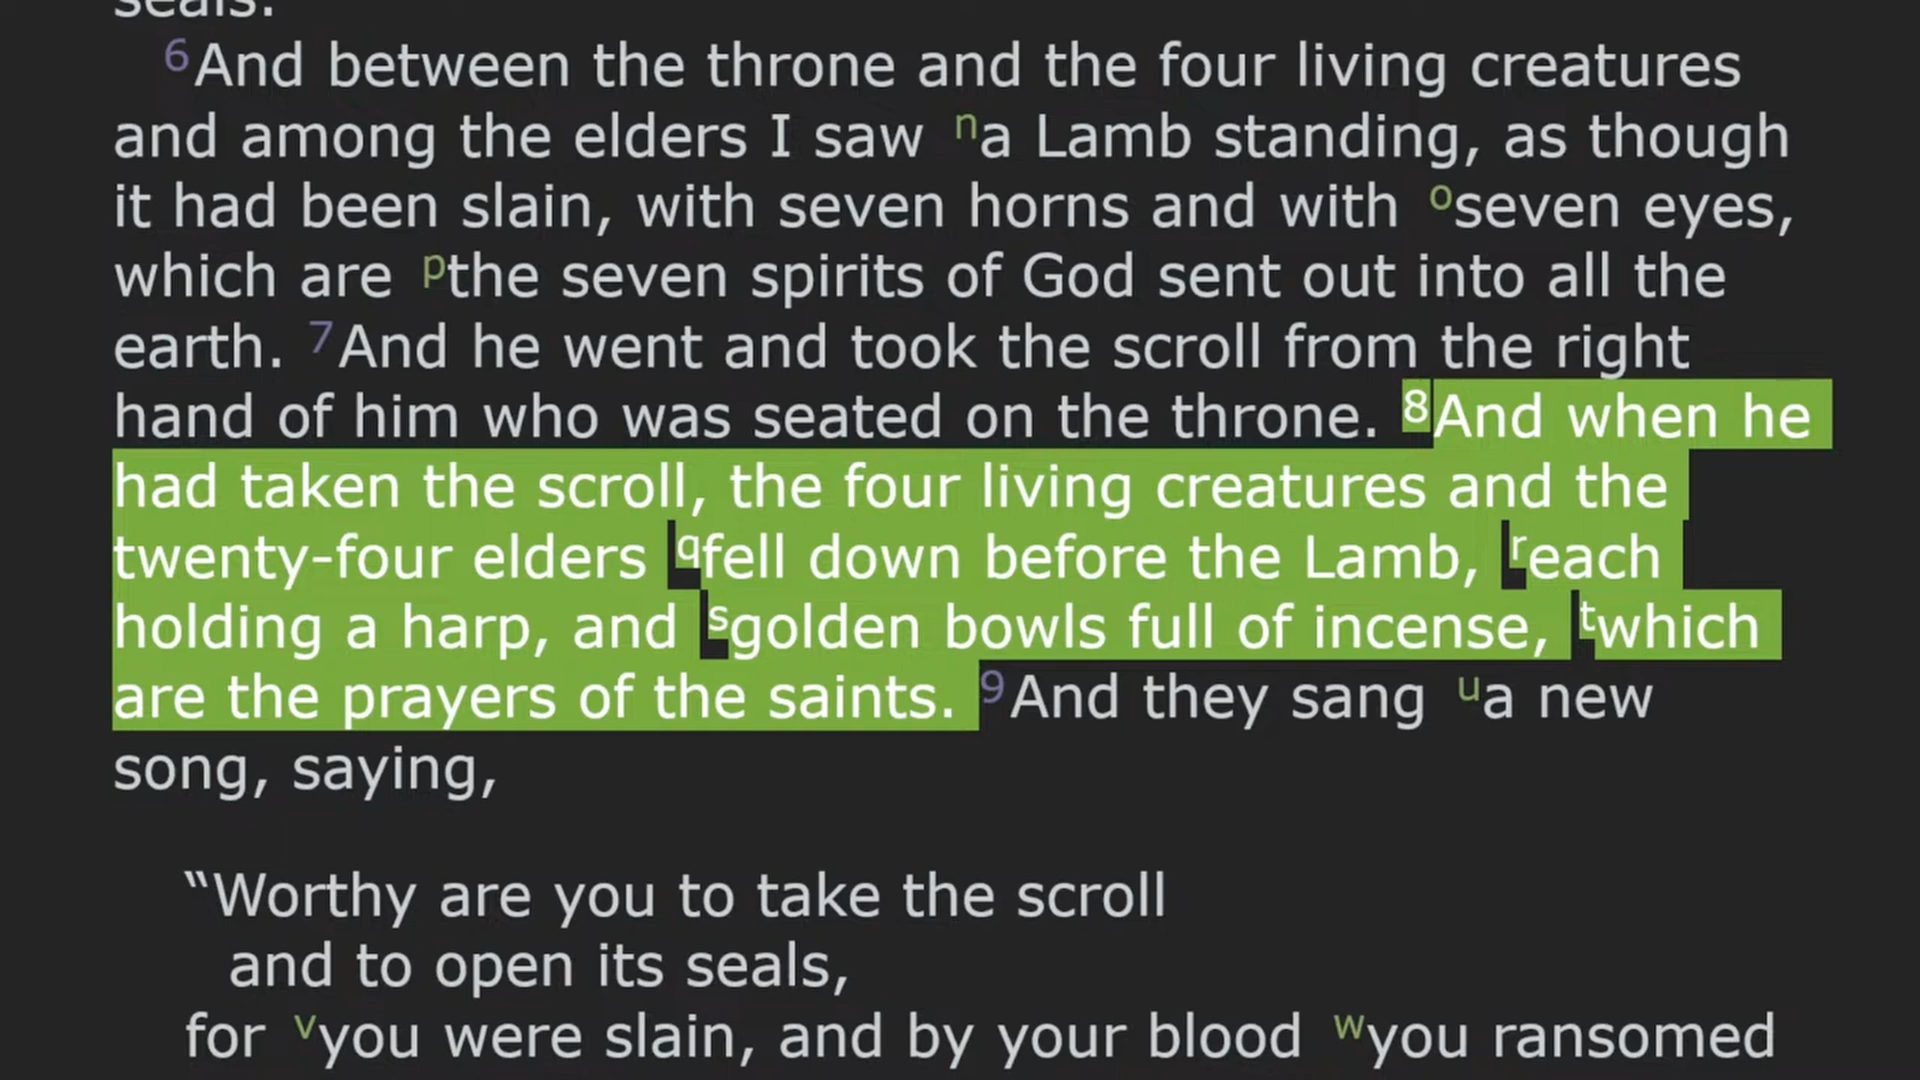 seals.
6And between the throne and the four living creatures
and among the elders I saw na Lamb standing, as though
it had been slain, with seven horns and with oseven eyes,
which are pthe seven spirits of God sent out into all the
earth. 7And he went and took the scroll from the right
hand of him who was seated on the throne. 8And when he
had taken the scroll, the four living creatures and the
twenty-four elders qfell down before the Lamb, reach
holding a harp, and sgolden bowls full of incense, twhich
are the prayers of the saints. 9And they sang ua new
song, saying,
“Worthy are you to take the scroll
and to open its seals,
for vyou were slain, and by your blood wyou ransomed